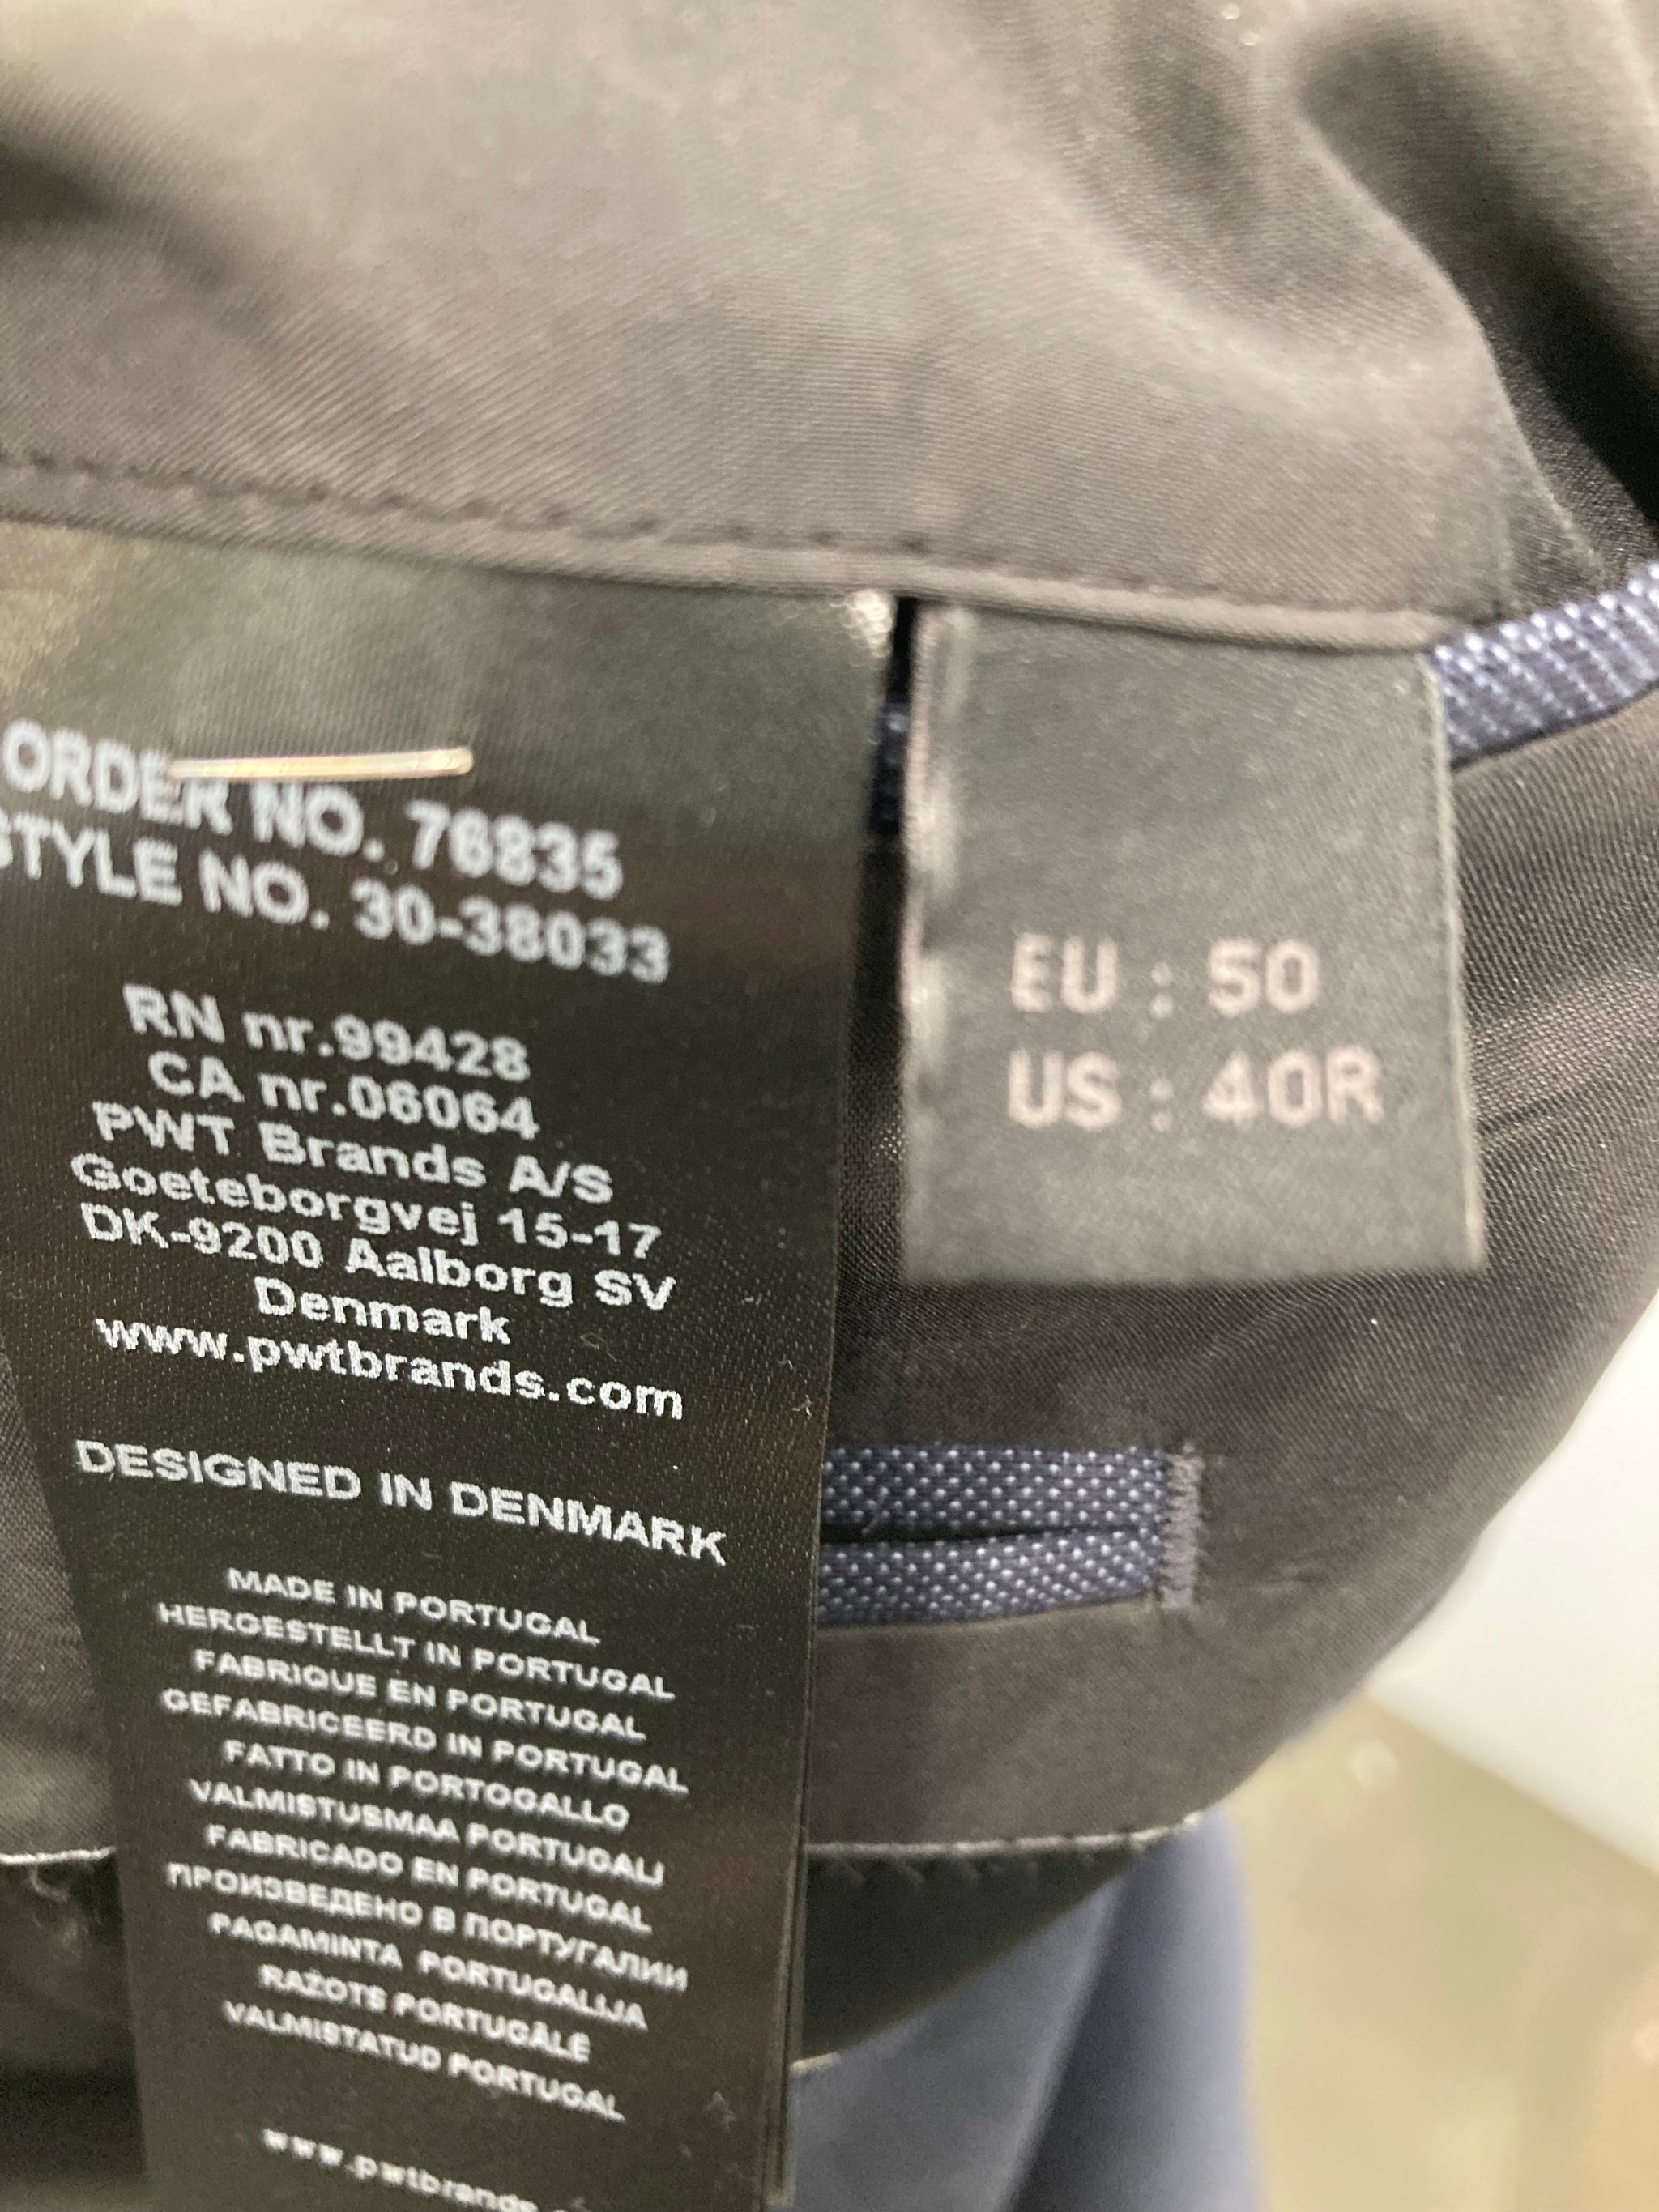 ORDER NO. 76835
STYLE NO. 30-38033
RN nr.99428
CA nr.06064
PWT Brands A/S
Goeteborgvej 15-17
DK-9200 Aalborg SV
Denmark
www.pwtbrands.com
DESIGNED IN DENMARK
MADE IN PORTUGAL
HERGESTELLT IN PORTUGAL
FABRIQUE EN PORTUGAL
GEFABRICEERD IN PORTUGAL
FATTO IN PORTOGALLO
VALMISTUSMAA PORTUGALI
FABRICADO EN PORTUGAL
ПРОИЗВЕДЕНО В ПОРТУГАЛИИ
PAGAMINTA PORTUGALIJA
RAŽOTS PORTUGĀLĒ
VALMISTATUD PORTUGAL
www.pwtbrands.
EU : 50
US : 40R